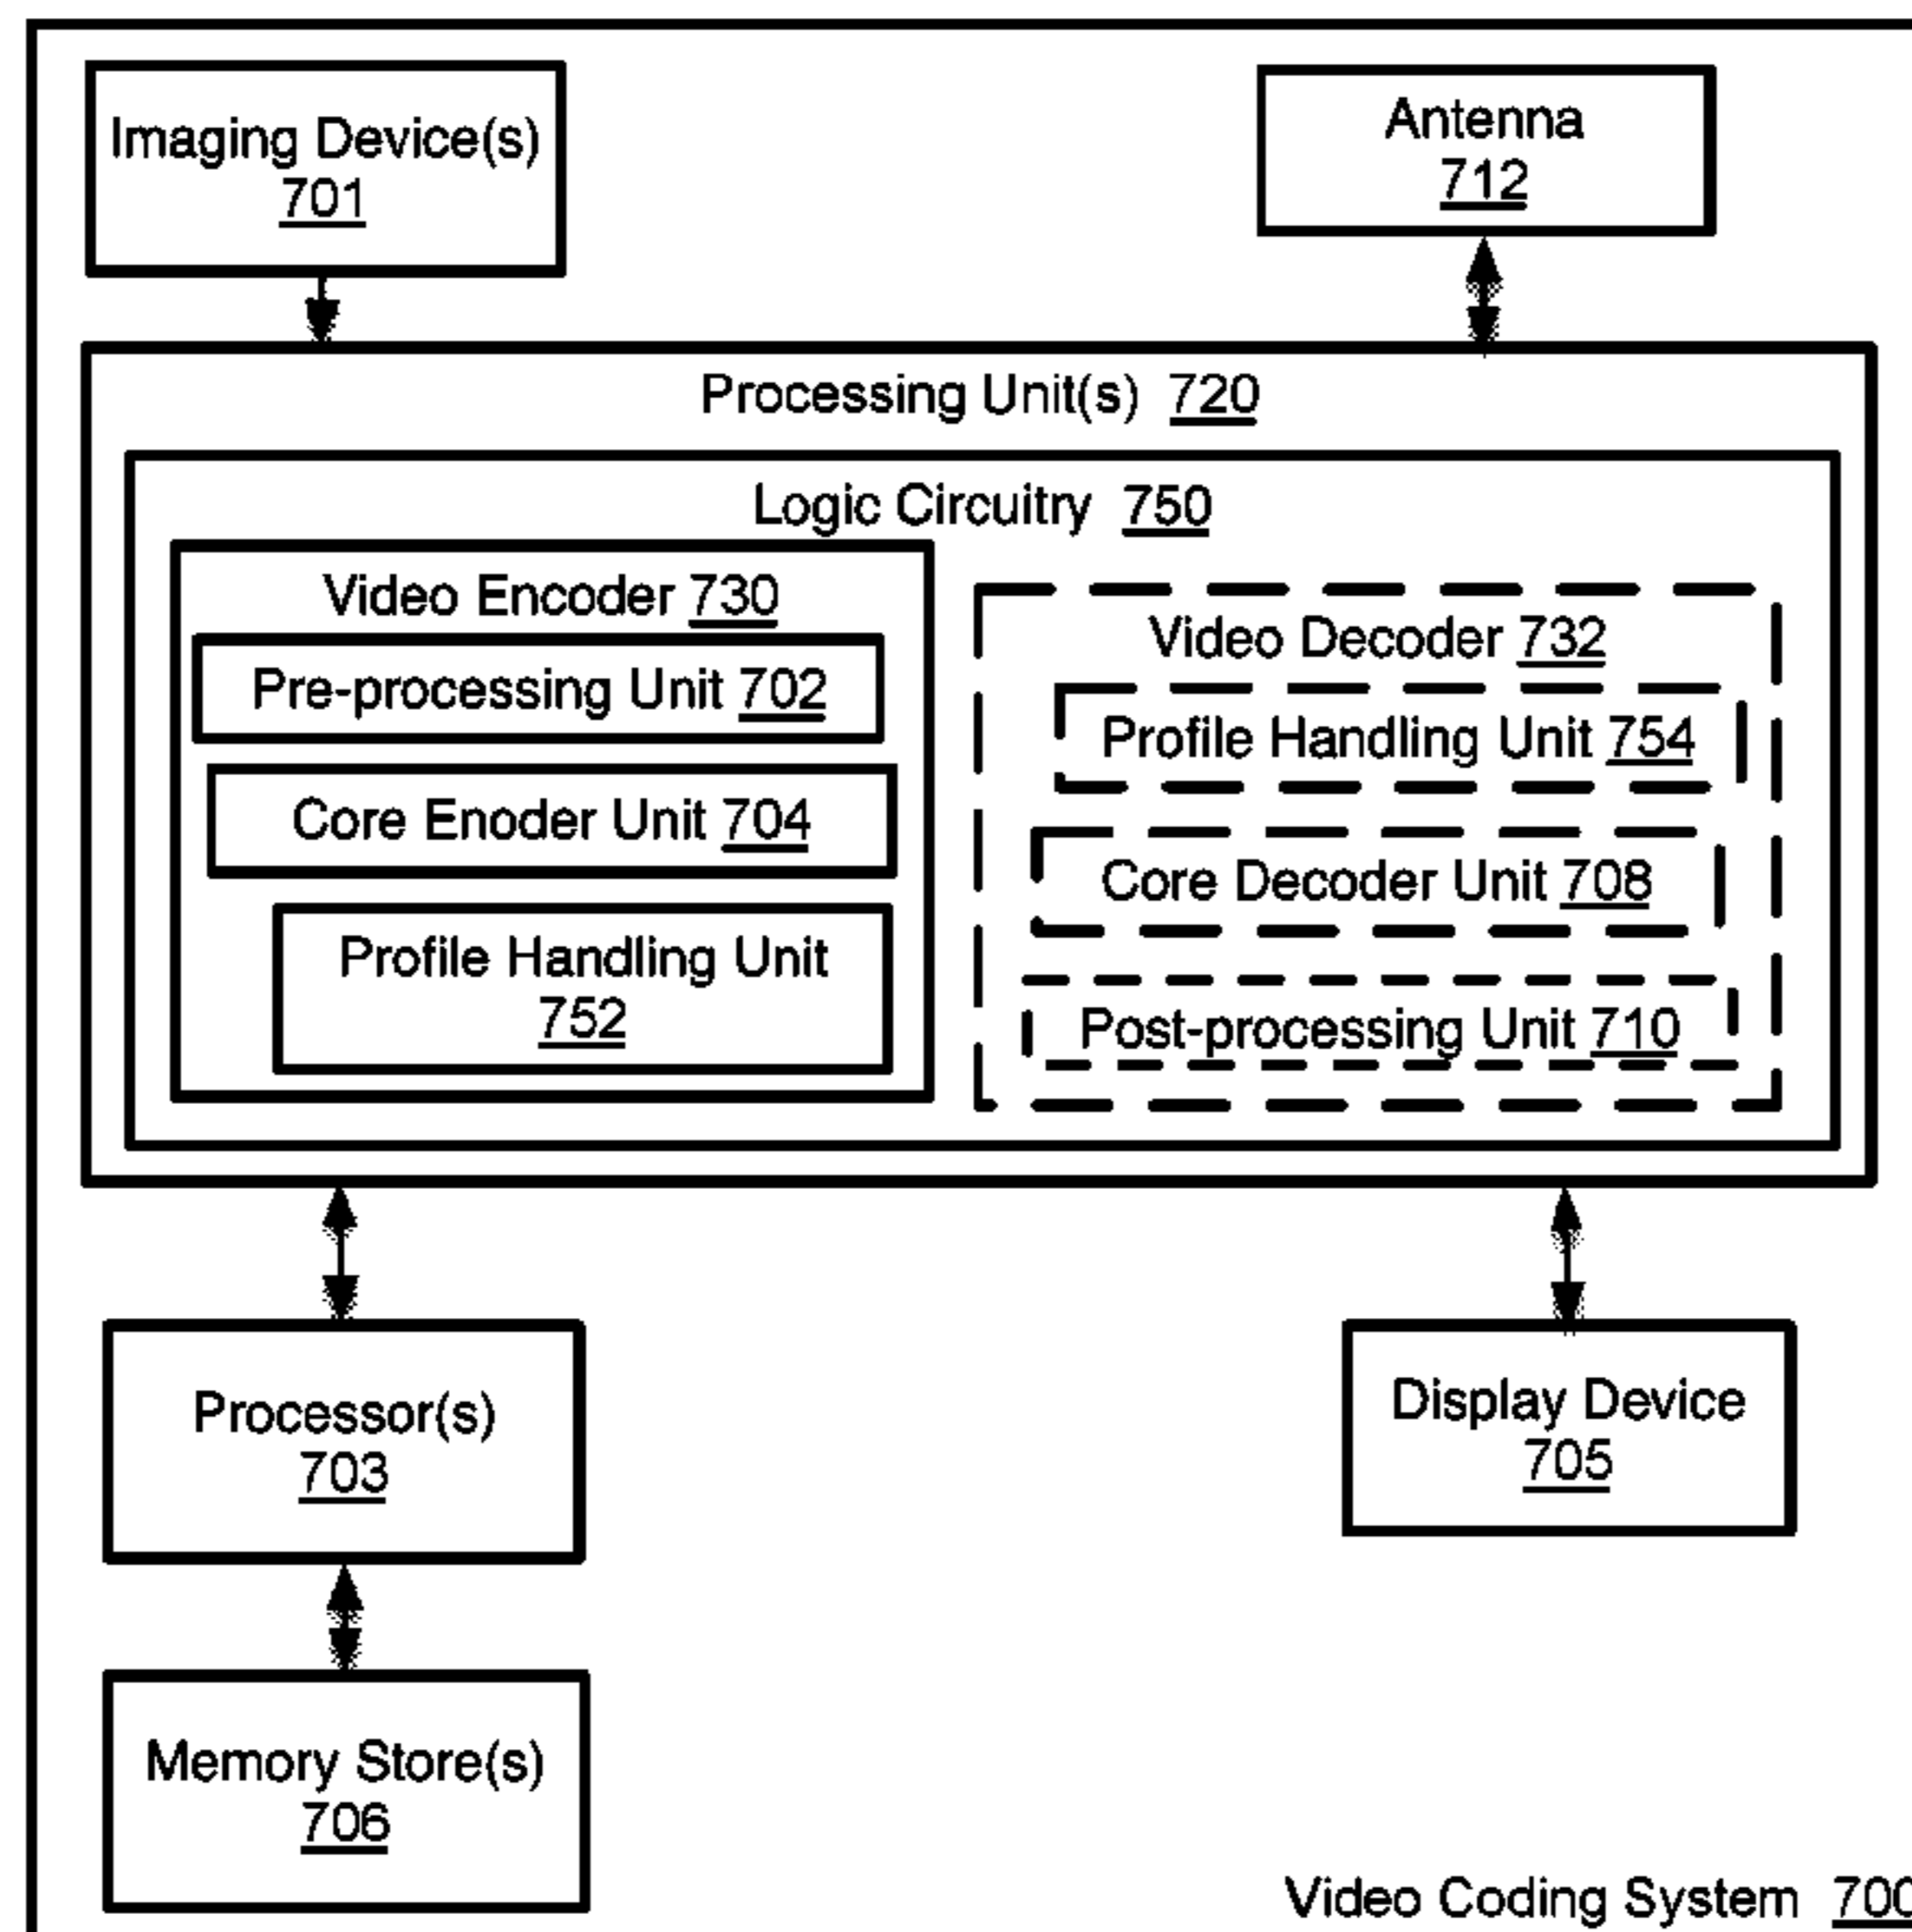 Imaging Device(s)
701
Antenna
712
Processing Unit(s) 720
Logic Circuitry 750
Video Encoder 730
Pre-processing Unit 702
Core Enoder Unit 704
Profile Handling Unit
752
Video Decoder 732
Profile Handling Unit 754
Core Decoder Unit 708
Post-processing Unit 710
Processor(s)
703
Display Device
705
Memory Store(s)
706
Video Coding System 700